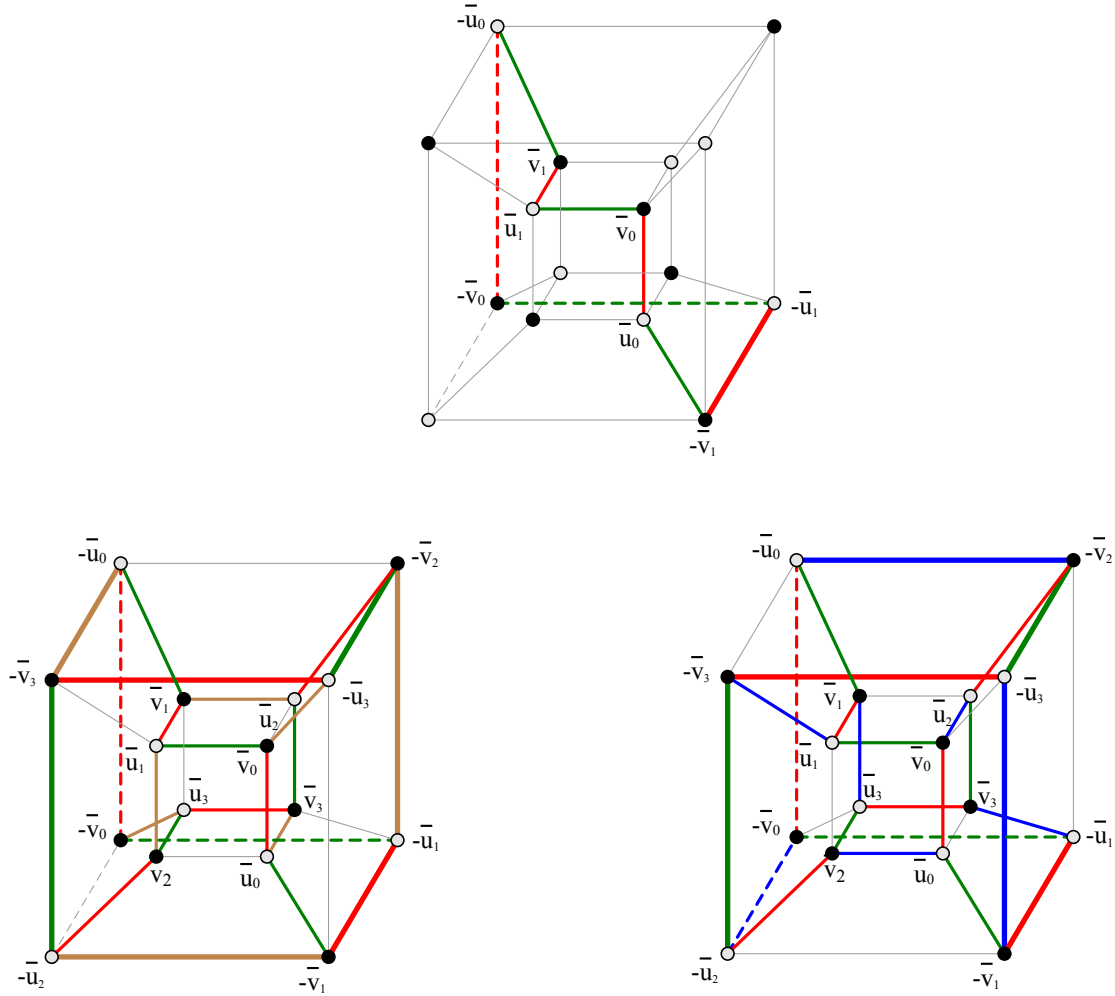 -ū₀
v̄₁
ū₁ v̄₀
-v̄₀ -ū₁
ū₀
-v̄₁
-ū₀ -v̄₂
-v̄₃ -ū₃
v̄₁ ū₂
ū₁ v̄₀
ū₃ v̄₃
-v̄₀ -ū₁
v₂ ū₀
-ū₂ -v̄₁
-ū₀ -v̄₂
-v̄₃ -ū₃
v̄₁ ū₂
ū₁ v̄₀
ū₃ v̄₃
-v̄₀ -ū₁
v₂ ū₀
-ū₂ -v̄₁